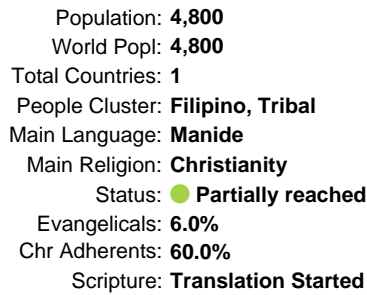 Population: 4,800
World Popl: 4,800
Total Countries: 1
People Cluster: Filipino, Tribal
Main Language: Manide
Main Religion: Christianity
Status: Partially reached
Evangelicals: 6.0%
Chr Adherents: 60.0%
Scripture: Translation Started